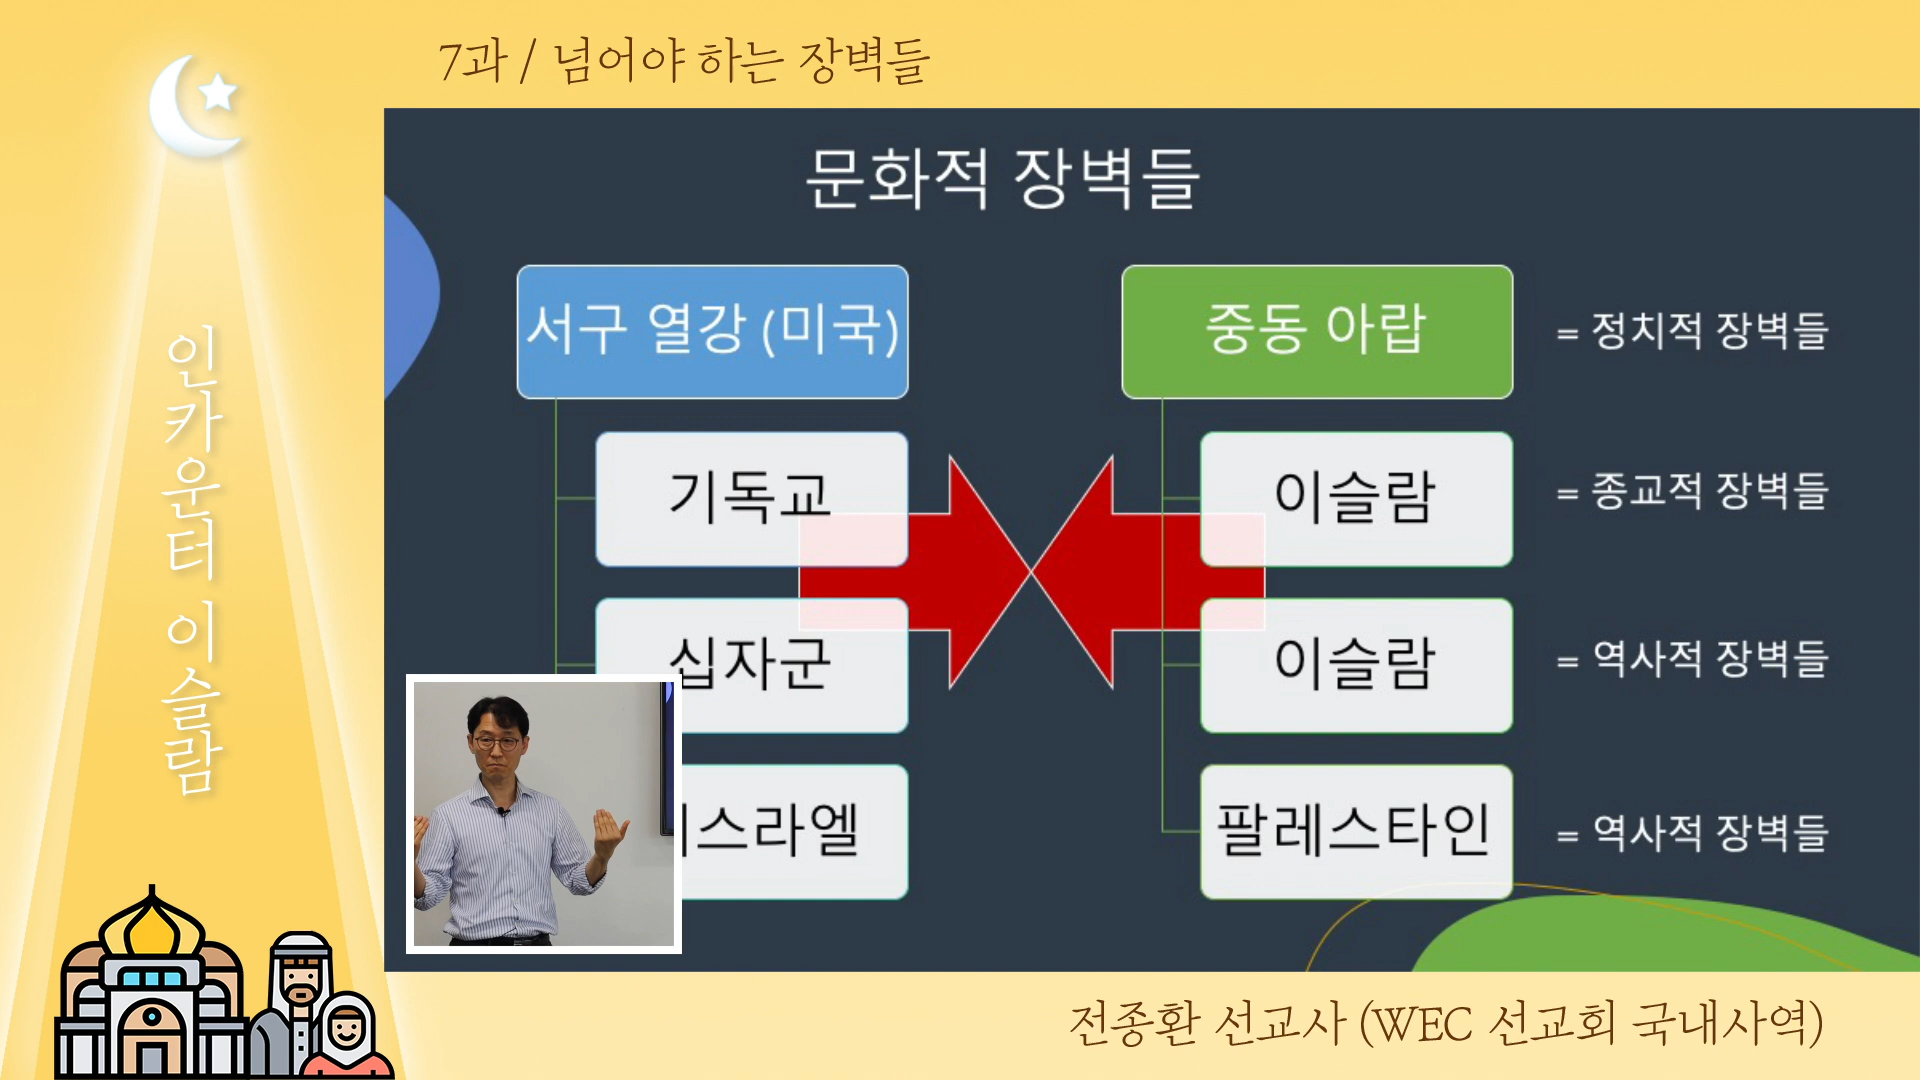 7과 / 넘어야 하는 장벽들
인카운터 이슬람
문화적 장벽들
서구 열강 (미국)
중동 아랍
= 정치적 장벽들
기독교
이슬람
= 종교적 장벽들
십자군
이슬람
= 역사적 장벽들
스라엘
팔레스타인
= 역사적 장벽들
전종환 선교사 (WEC 선교회 국내사역)